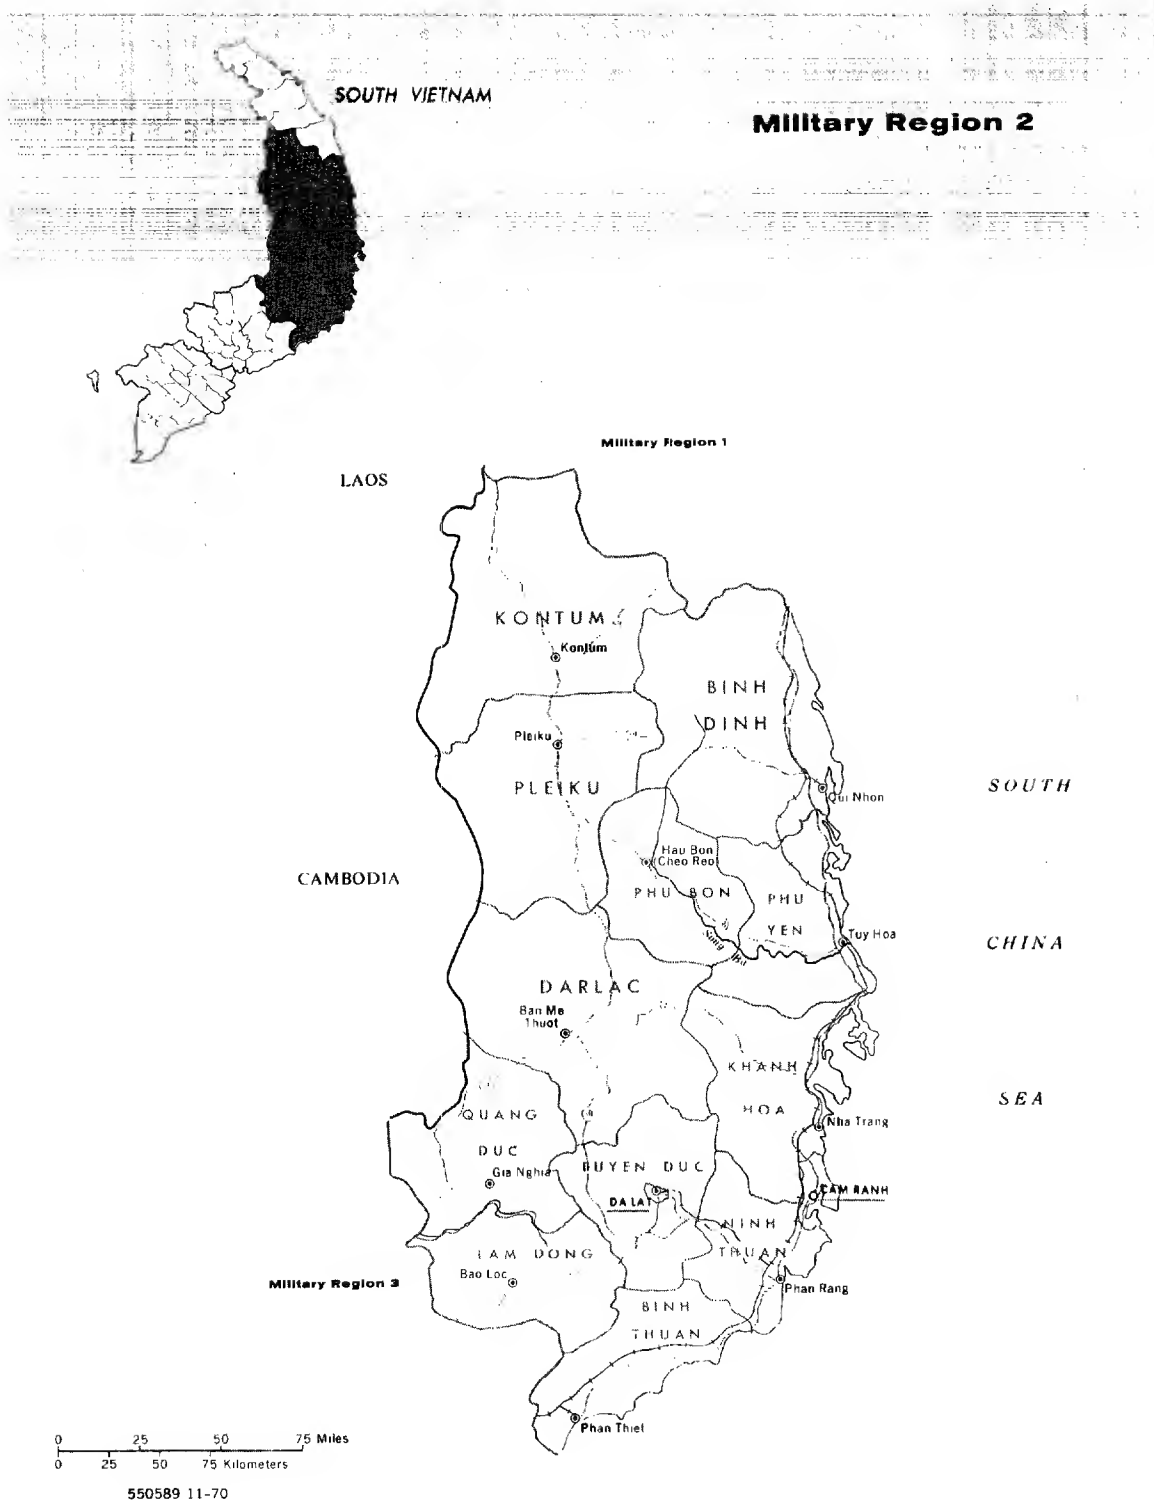 SOUTH VIETNAM
Military Region 2
Military Region 1
LAOS
KONTUM
Kontum
BINH
DINH
Pleiku
PLEIKU
SOUTH
Qui Nhon
Hau Bon
(Cheo Reo)
CAMBODIA
PHU BON
PHU
YEN
Tuy Hoa
Song Ba
CHINA
DARLAC
Ban Me
Thuot
KHANH
HOA
SEA
QUANG
DUC
Nha Trang
Gia Nghia
TUYEN DUC
DA LAT
CAM RANH
NINH
THUAN
LAM DONG
Bao Loc
Military Region 3
Phan Rang
BINH
THUAN
Phan Thiet
0 25 50 75 Miles
0 25 50 75 Kilometers
550589 11-70